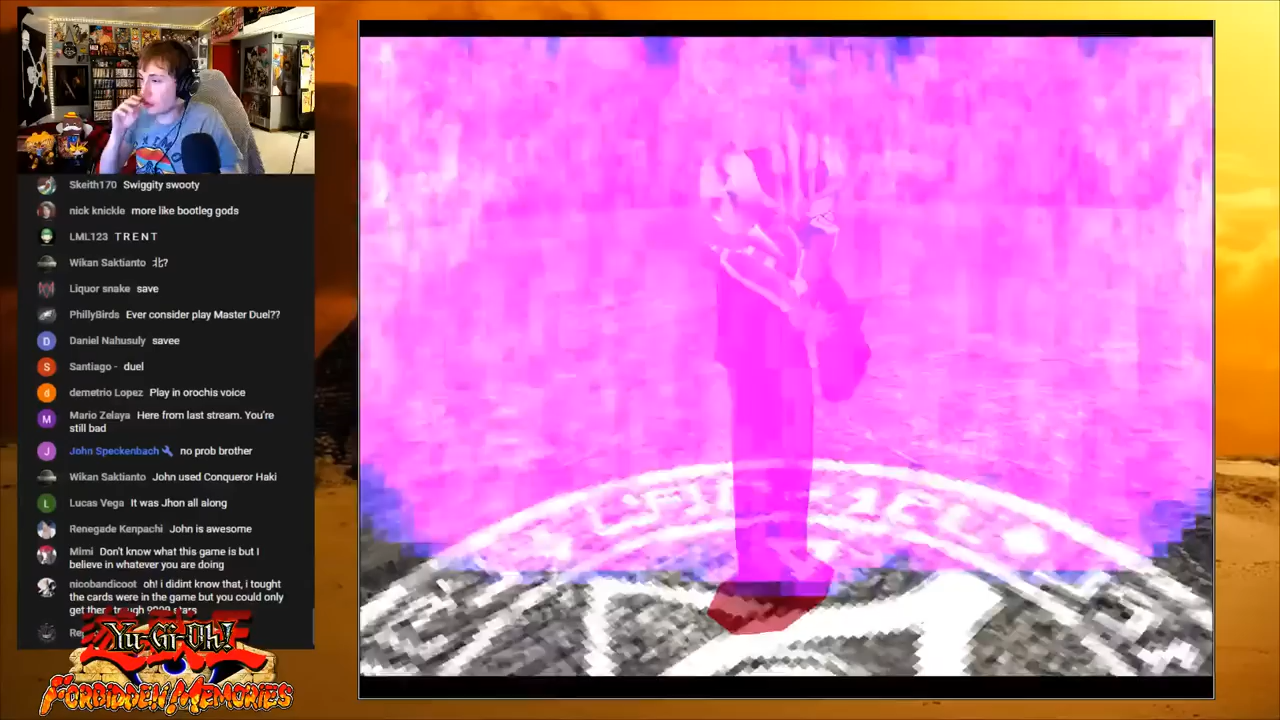 Skeith170 Swiggity swooty
nick knickle more like bootleg gods
LML123 T R E N T
Wikan Saktianto 北?
Liquor snake save
PhillyBirds Ever consider play Master Duel??
Daniel Nahusuly savee
Santiago - duel
demetrio Lopez Play in orochis voice
Mario Zelaya Here from last stream. You're
still bad
John Speckenbach no prob brother
Wikan Saktianto John used Conqueror Haki
Lucas Vega It was Jhon all along
Renegade Kenpachi John is awesome
Mimi Don't know what this game is but I
believe in whatever you are doing
nicobandicoot oh! i didint know that, i tought
the cards were in the game but you could only
get them trough 9999 stars
Yu-Gi-Oh!
Forbidden Memories